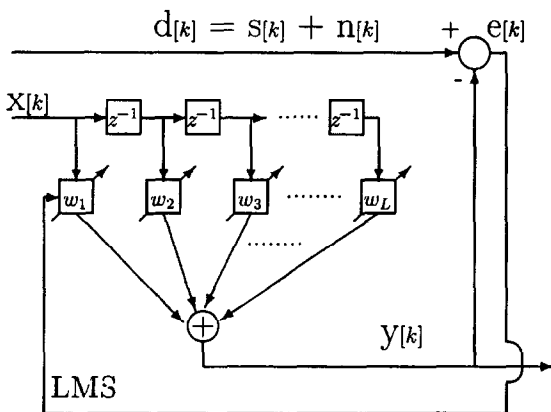 d[k] = s[k] + n[k]
+
e[k]
-
x[k]
z⁻¹
z⁻¹
......
z⁻¹
w₁
w₂
w₃
........
w_L
........
+
y[k]
LMS